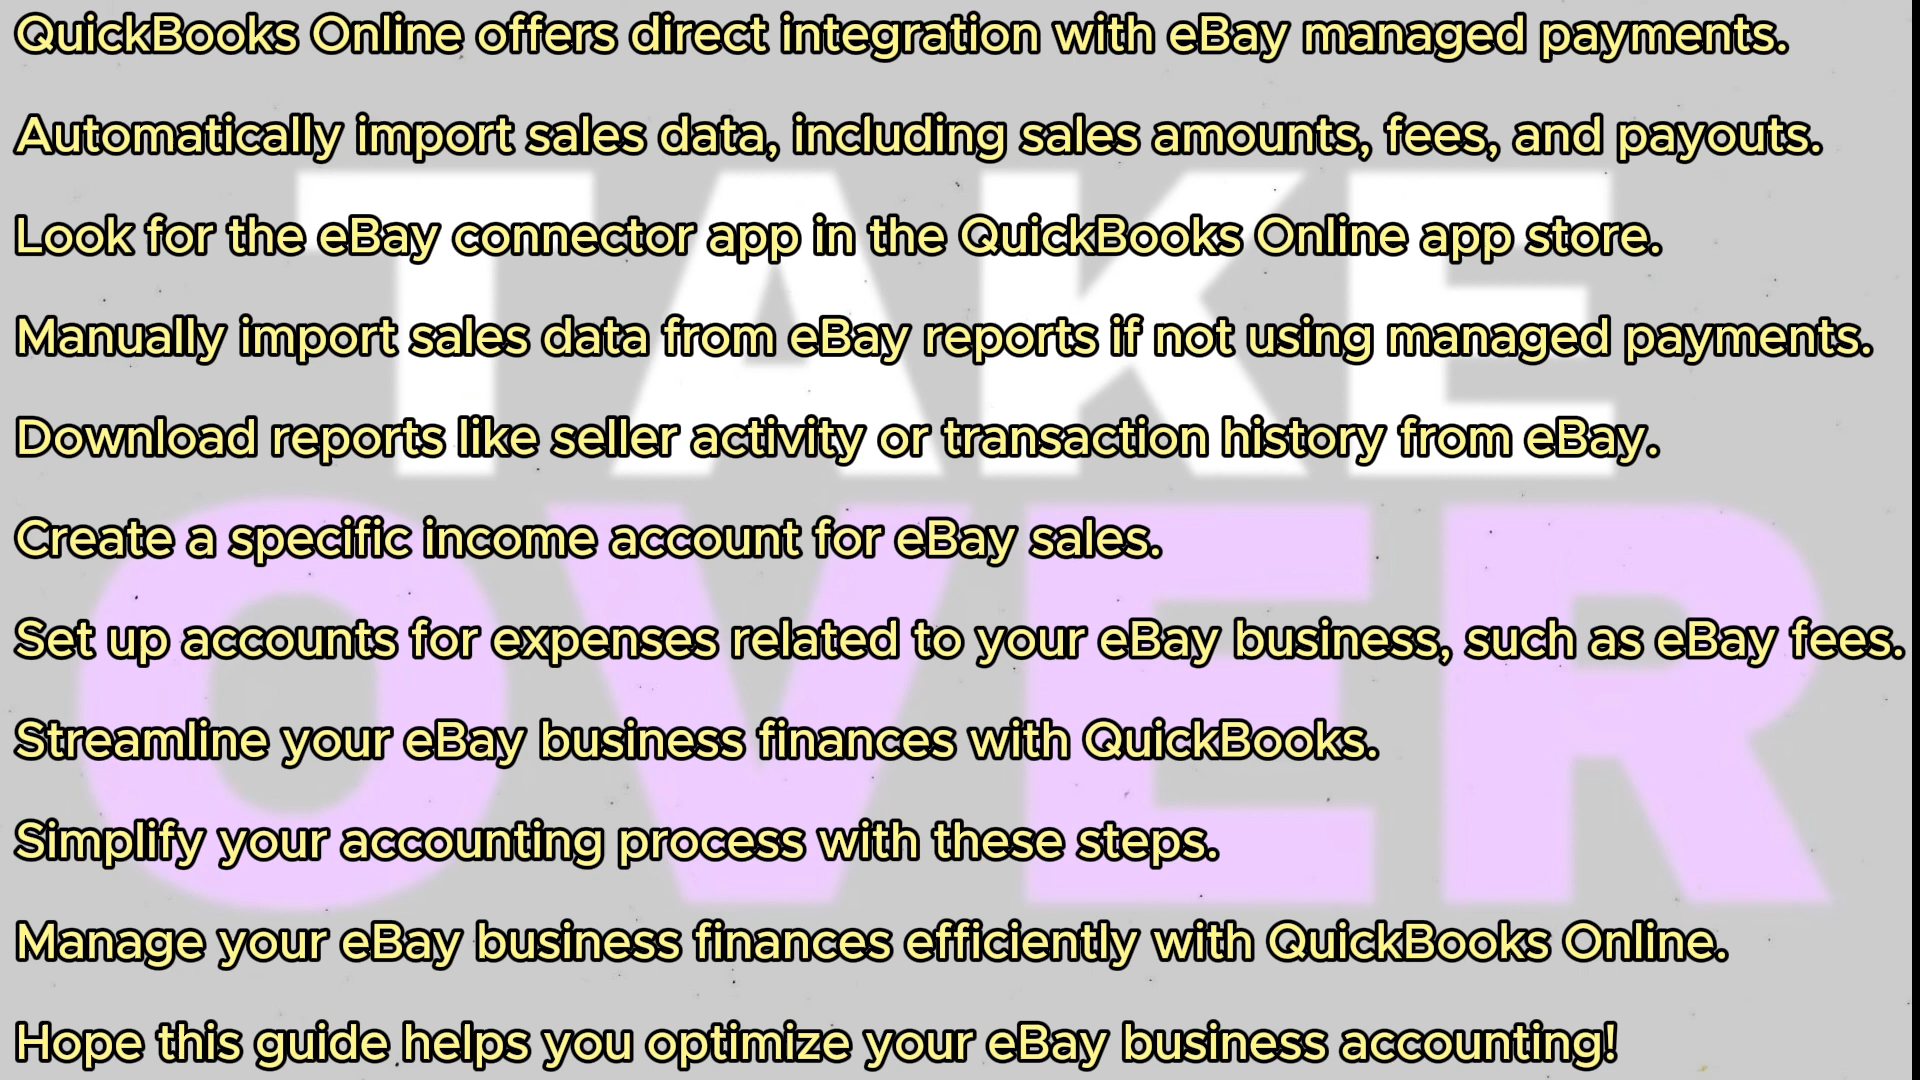 QuickBooks Online offers direct integration with eBay managed payments.
Automatically import sales data, including sales amounts, fees, and payouts.
Look for the eBay connector app in the QuickBooks Online app store.
Manually import sales data from eBay reports if not using managed payments.
Download reports like seller activity or transaction history from eBay.
Create a specific income account for eBay sales.
Set up accounts for expenses related to your eBay business, such as eBay fees.
Streamline your eBay business finances with QuickBooks.
Simplify your accounting process with these steps.
Manage your eBay business finances efficiently with QuickBooks Online.
Hope this guide helps you optimize your eBay business accounting!
TAKE
OVER